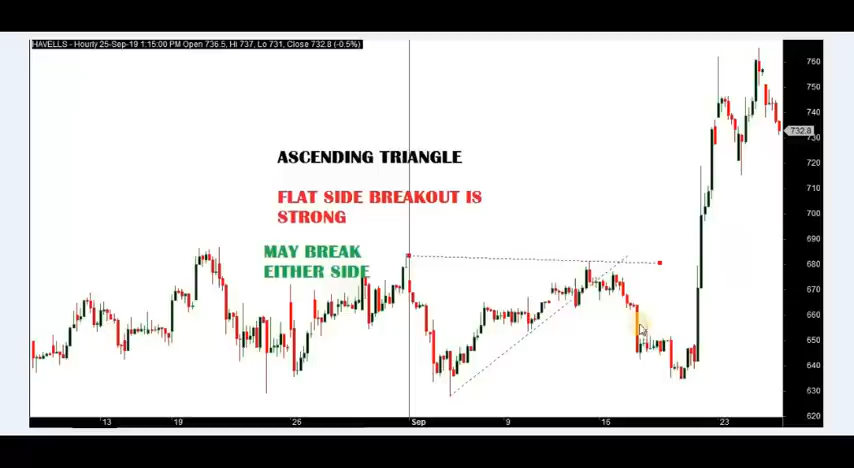 HAVELLS - Hourly 25-Sep-19 1:15:00 PM Open 736.5, Hi 737, Lo 731, Close 732.8 (-0.5%)
760
750
740
732.8
730
ASCENDING TRIANGLE
720
710
FLAT SIDE BREAKOUT IS
STRONG
700
690
MAY BREAK
EITHER SIDE
680
670
660
650
640
630
620
13 19 26 Sep 9 16 23